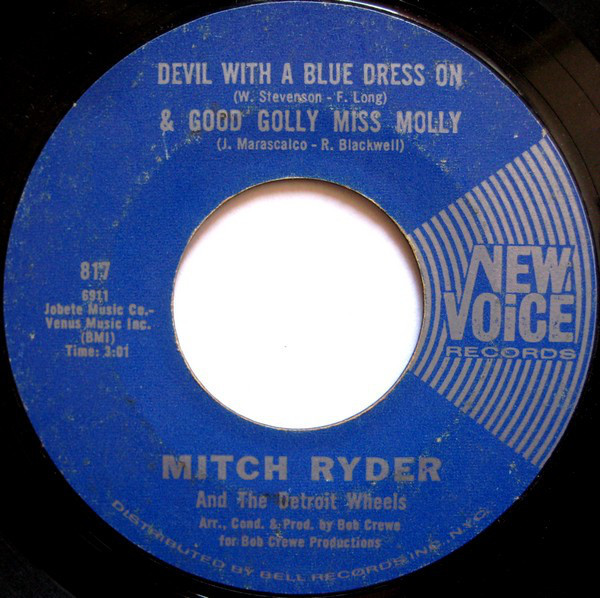 DEVIL WITH A BLUE DRESS ON
(W. Stevenson - F. Long)
& GOOD GOLLY MISS MOLLY
(J. Marascalco - R. Blackwell)
817
6911
Jobete Music Co.-
Venus Music Inc.
(BMI)
Time: 3:01
NEW
VOiCE
RECORDS
MITCH RYDER
And The Detroit Wheels
Arr., Cond. & Prod. by Bob Crewe
for Bob Crewe Productions
DISTRIBUTED BY BELL RECORDS INC. N.Y.C.